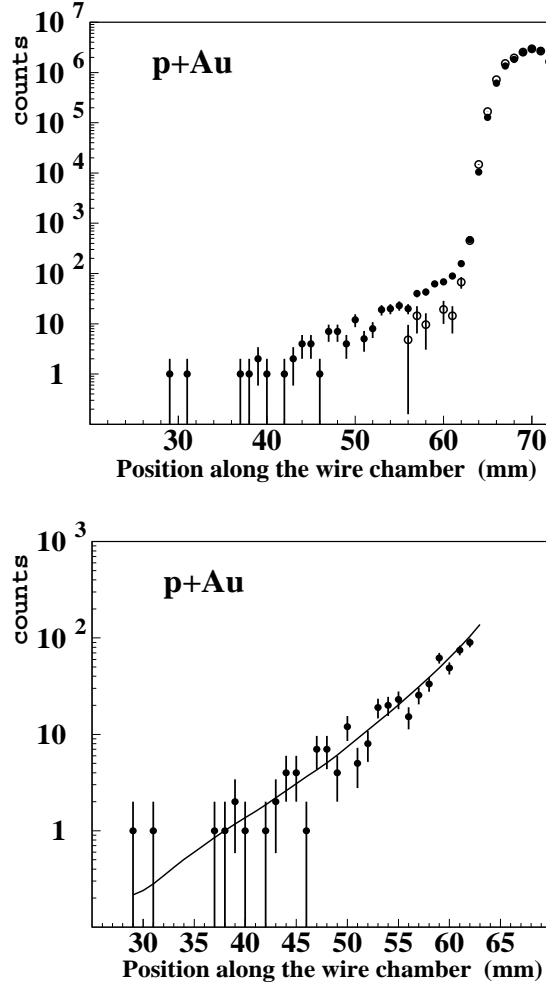 p+Au
counts
10^6
10^5
10^4
10^3
10^2
10
1
30 40 50 60 70
Position along the wire chamber (mm)
p+Au
counts
10^3
10^2
10
1
30 35 40 45 50 55 60 65
Position along the wire chamber (mm)